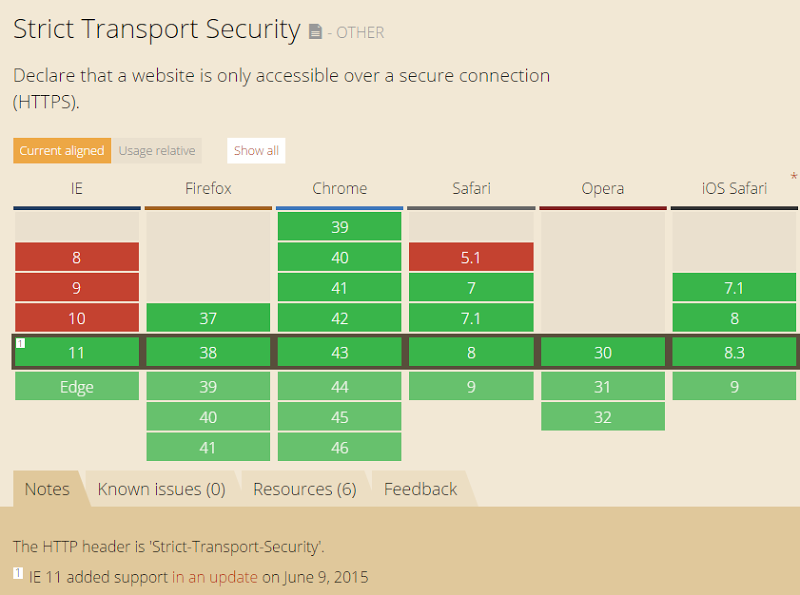 Strict Transport Security - OTHER
Declare that a website is only accessible over a secure connection
(HTTPS).
Current aligned Usage relative Show all
*
IE Firefox Chrome Safari Opera iOS Safari
39
8 40 5.1
9 41 7 7.1
10 37 42 7.1 8
1 11 38 43 8 30 8.3
Edge 39 44 9 31 9
40 45 32
41 46
Notes Known issues (0) Resources (6) Feedback
The HTTP header is 'Strict-Transport-Security'.
1 IE 11 added support in an update on June 9, 2015